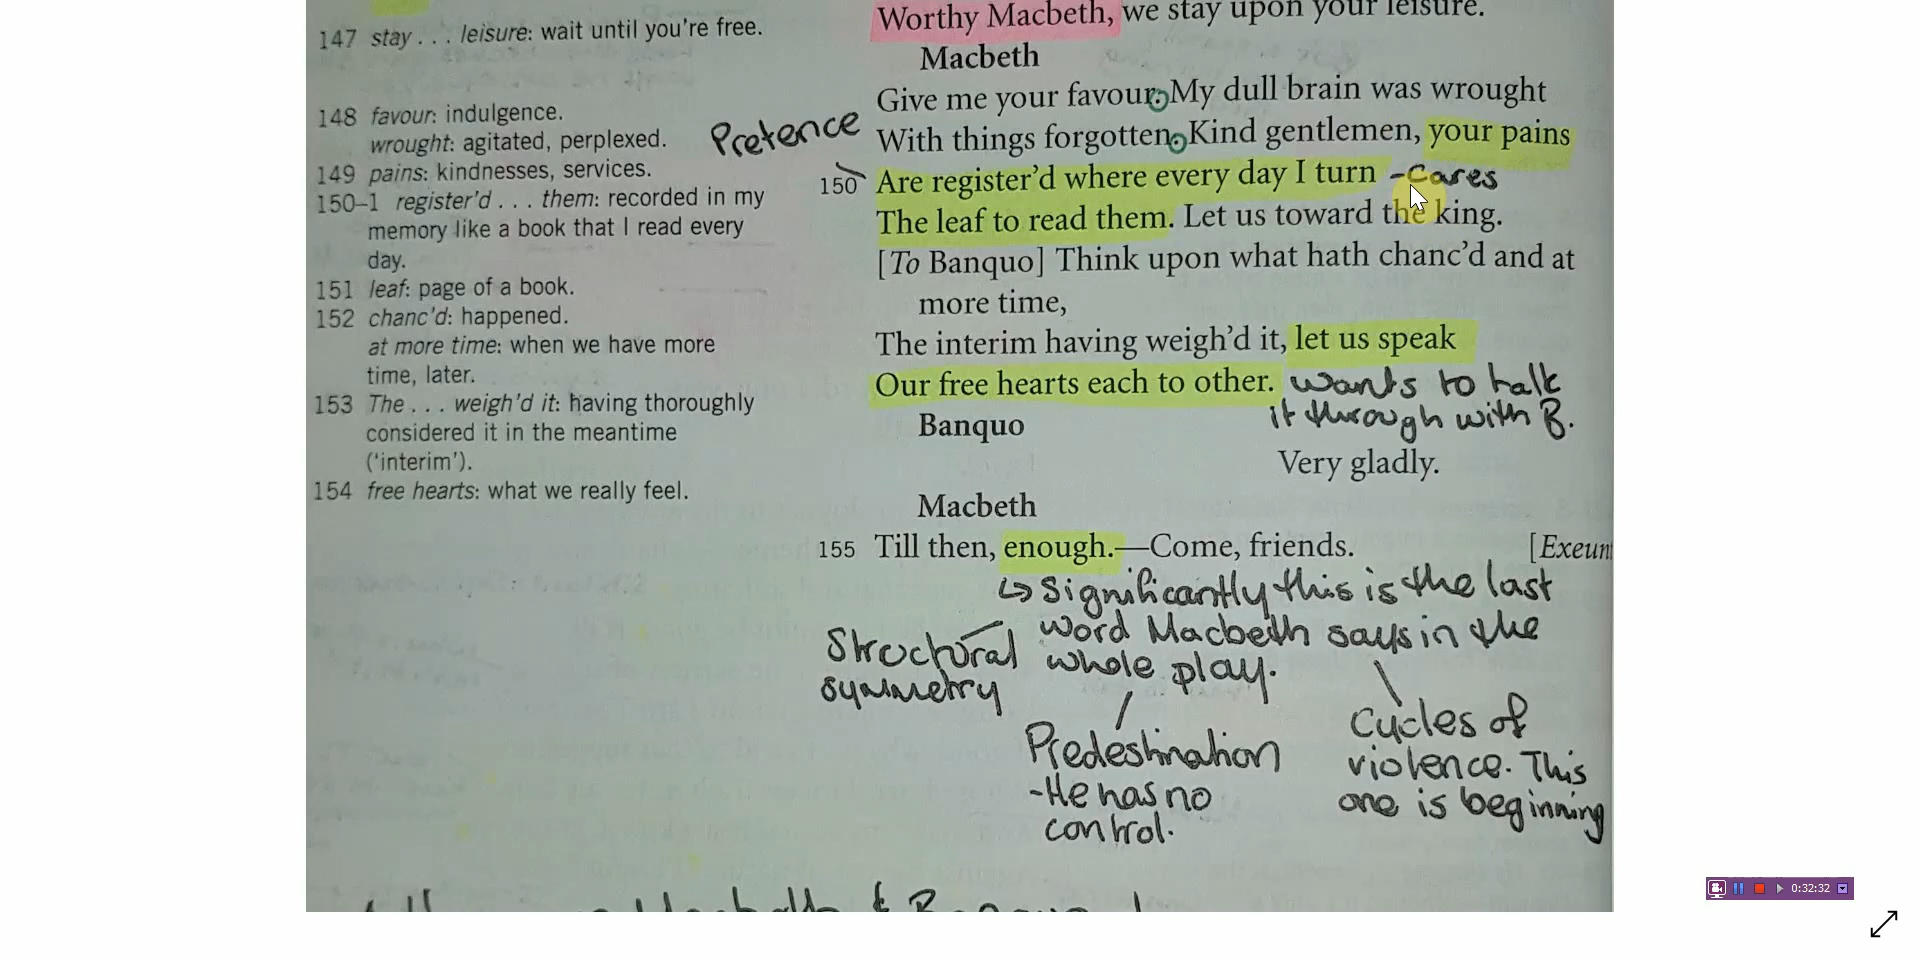 147 stay . . . leisure: wait until you're free.
148 favour: indulgence.
wrought: agitated, perplexed.
149 pains: kindnesses, services.
150–1 register'd . . . them: recorded in my
memory like a book that I read every
day.
151 leaf: page of a book.
152 chanc'd: happened.
at more time: when we have more
time, later.
153 The . . . weigh'd it: having thoroughly
considered it in the meantime
('interim').
154 free hearts: what we really feel.
Worthy Macbeth, we stay upon your leisure.
Macbeth
Give me your favour. My dull brain was wrought
Pretence
With things forgotten. Kind gentlemen, your pains
150 Are register'd where every day I turn -cares
The leaf to read them. Let us toward the king.
[To Banquo] Think upon what hath chanc'd and at
more time,
The interim having weigh'd it, let us speak
Our free hearts each to other. wants to talk
it through with B.
Banquo
Very gladly.
Macbeth
155 Till then, enough.—Come, friends. [Exeun
↳ Significantly this is the last
word Macbeth says in the
whole play.
Structural
symmetry
Predestination
-He has no
control.
Cycles of
violence. This
one is beginning
0:32:32